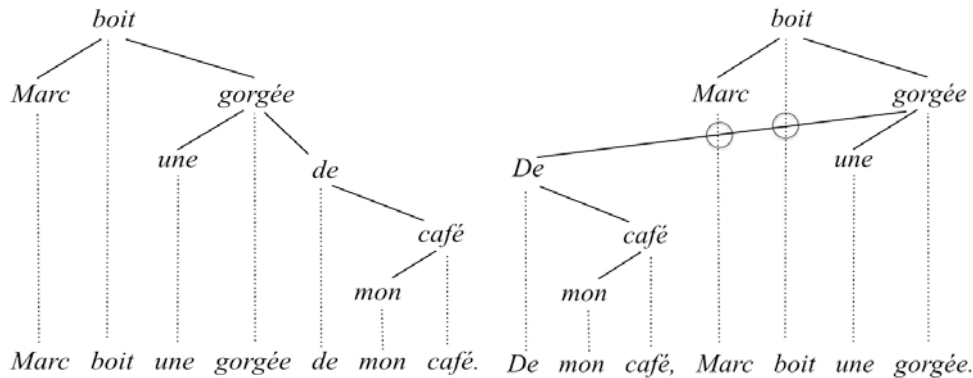 boit boit
Marc gorgée Marc gorgée
une de De une
café café
mon mon
Marc boit une gorgée de mon café. De mon café, Marc boit une gorgée.